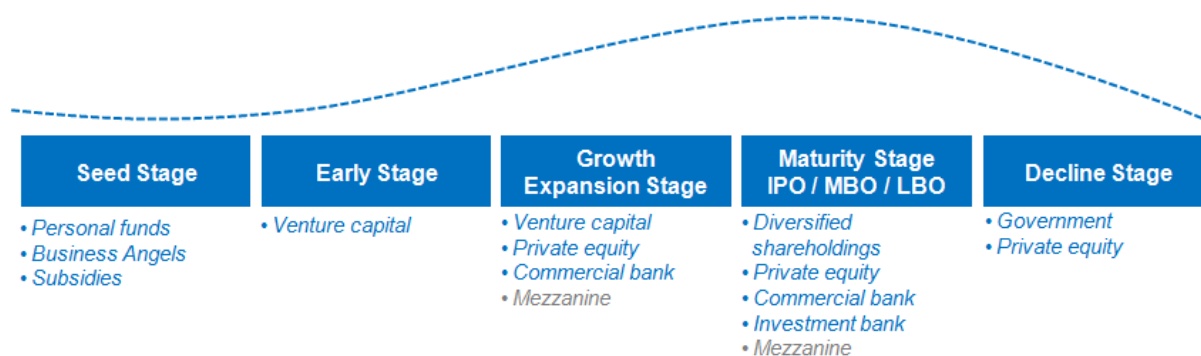 Seed Stage
• Personal funds
• Business Angels
• Subsidies
Early Stage
• Venture capital
Growth
Expansion Stage
• Venture capital
• Private equity
• Commercial bank
• Mezzanine
Maturity Stage
IPO / MBO / LBO
• Diversified
shareholdings
• Private equity
• Commercial bank
• Investment bank
• Mezzanine
Decline Stage
• Government
• Private equity